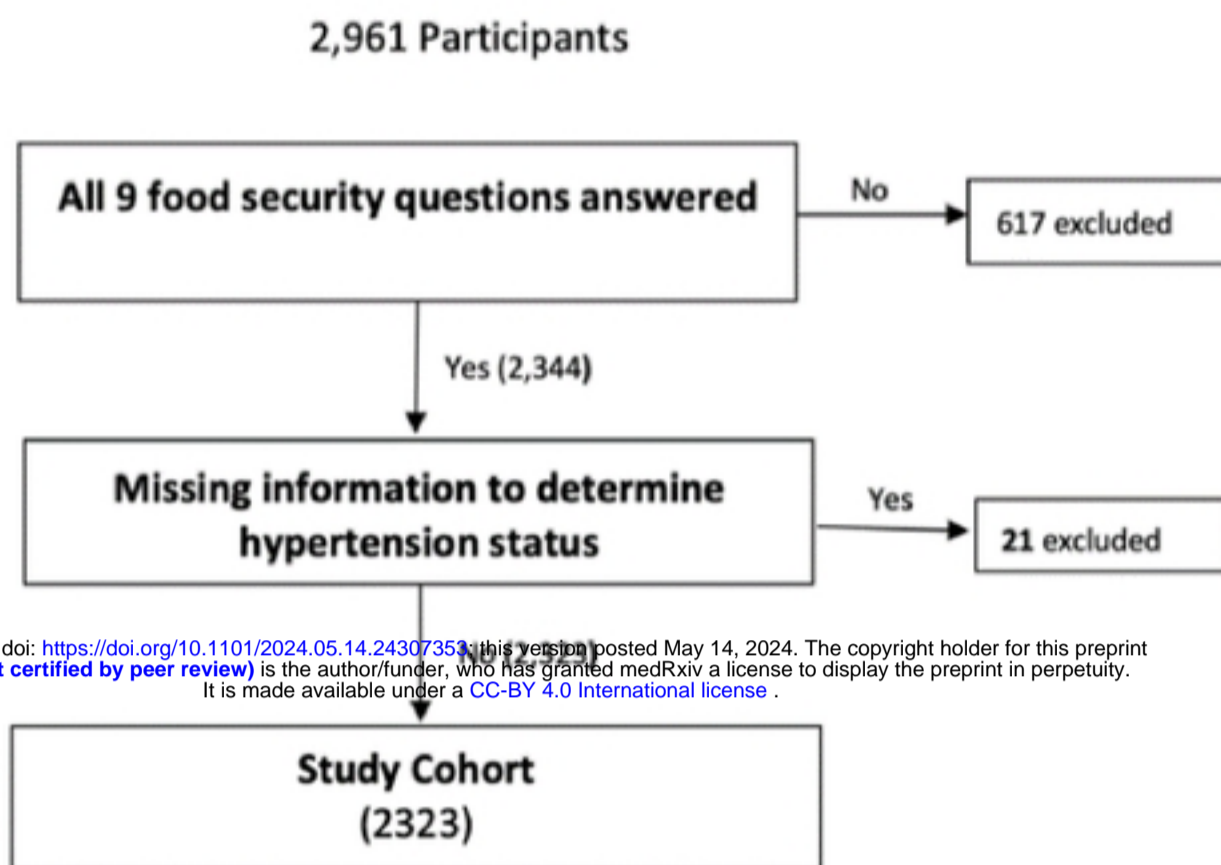 2,961 Participants
All 9 food security questions answered
No
617 excluded
Yes (2,344)
Missing information to determine
hypertension status
Yes
21 excluded
No (2,323)
doi: https://doi.org/10.1101/2024.05.14.24307353; this version posted May 14, 2024. The copyright holder for this preprint
certified by peer review) is the author/funder, who has granted medRxiv a license to display the preprint in perpetuity.
It is made available under a CC-BY 4.0 International license .
Study Cohort
(2323)